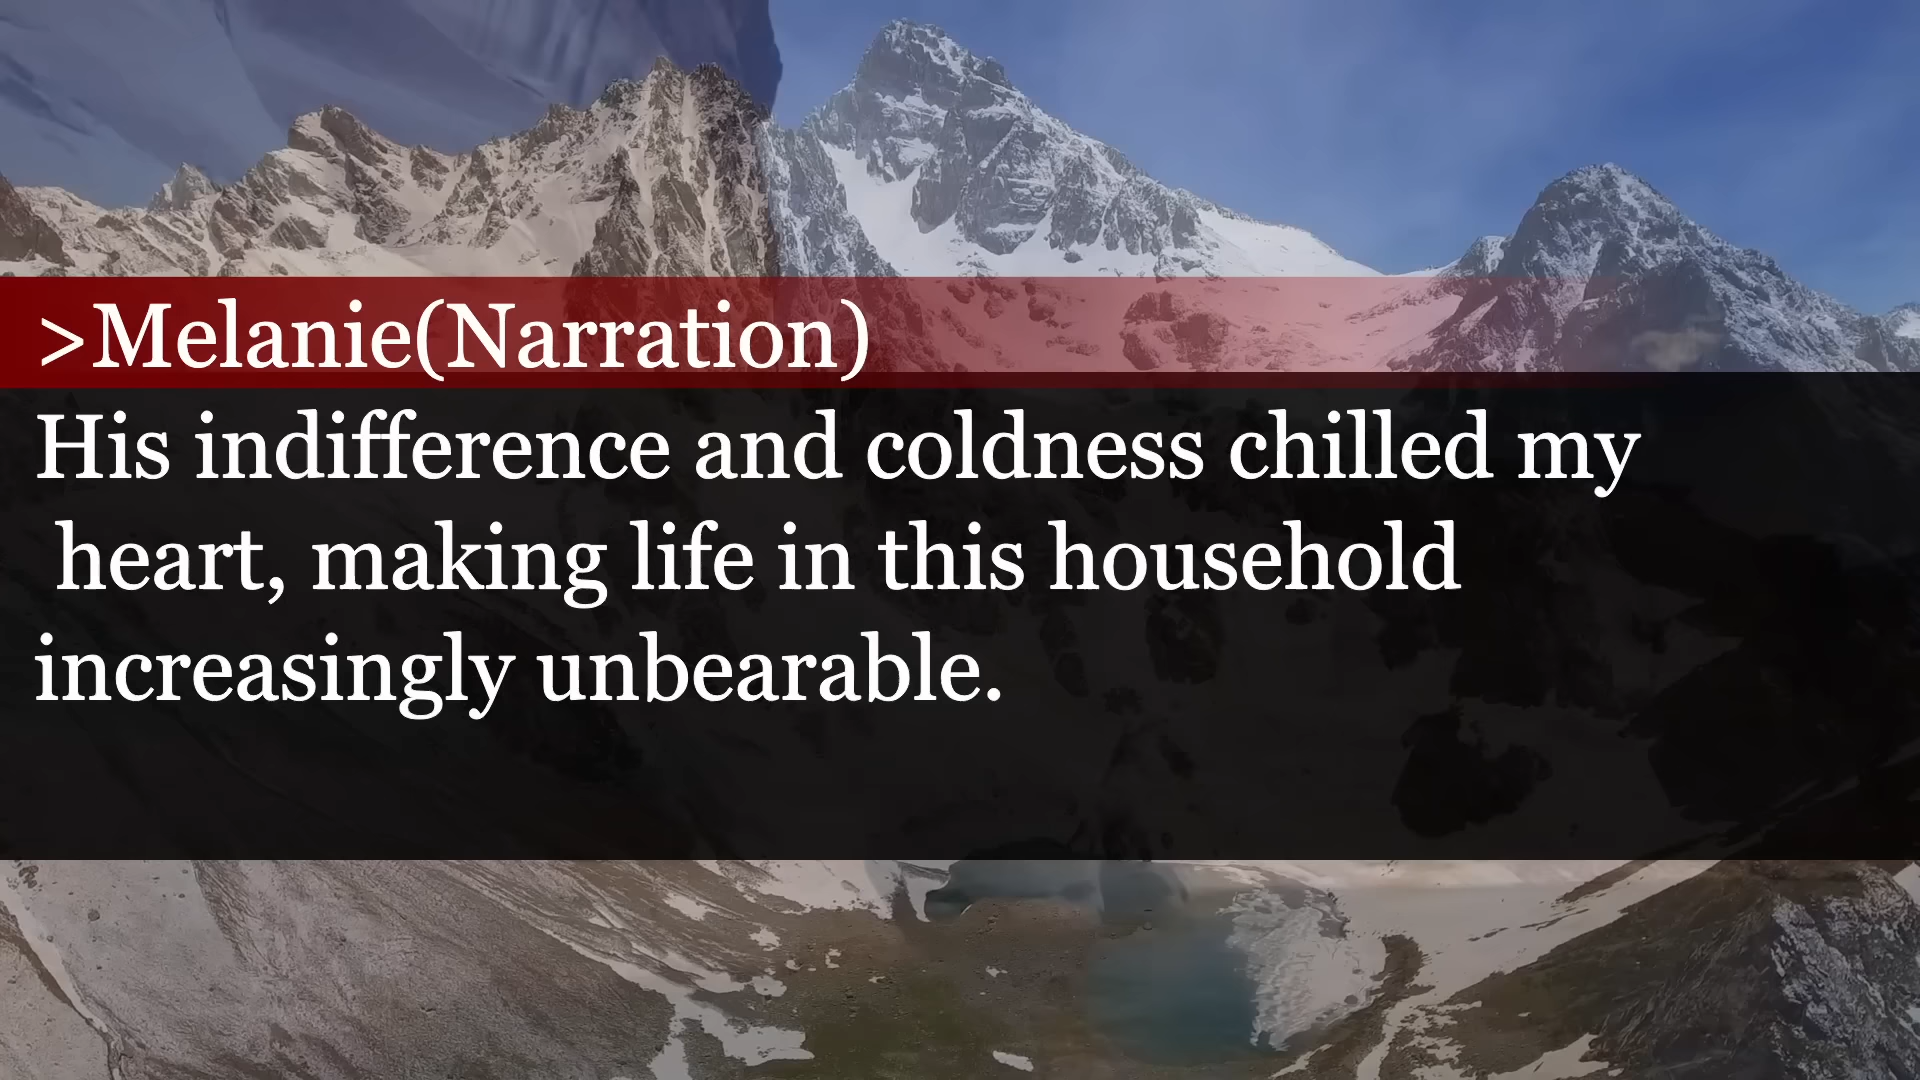 >Melanie(Narration)
His indifference and coldness chilled my
heart, making life in this household
increasingly unbearable.